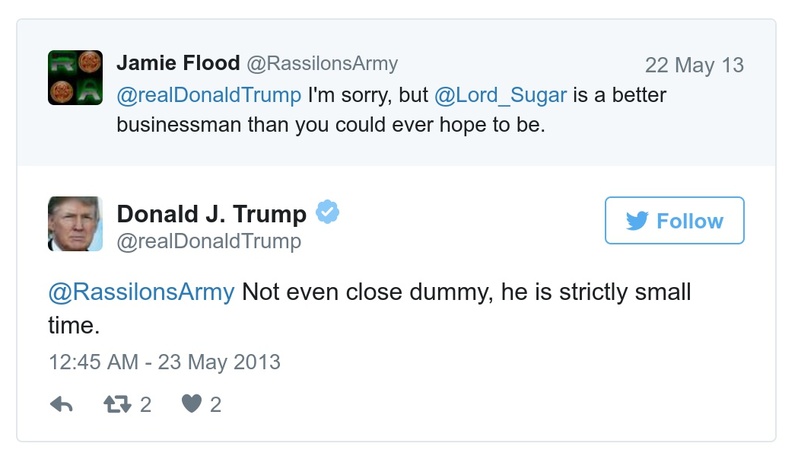 Jamie Flood @RassilonsArmy 22 May 13
@realDonaldTrump I'm sorry, but @Lord_Sugar is a better
businessman than you could ever hope to be.
Donald J. Trump
@realDonaldTrump
Follow
@RassilonsArmy Not even close dummy, he is strictly small
time.
12:45 AM - 23 May 2013
2 2